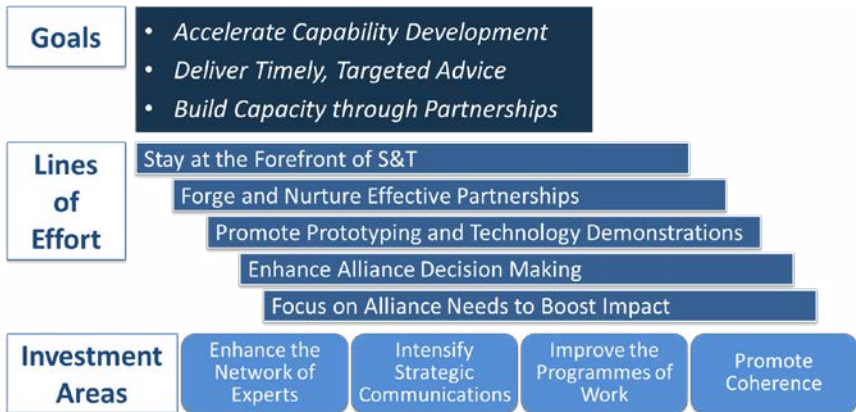 Goals
• Accelerate Capability Development
• Deliver Timely, Targeted Advice
• Build Capacity through Partnerships
Lines
of
Effort
Stay at the Forefront of S&T
Forge and Nurture Effective Partnerships
Promote Prototyping and Technology Demonstrations
Enhance Alliance Decision Making
Focus on Alliance Needs to Boost Impact
Investment
Areas
Enhance the
Network of
Experts
Intensify
Strategic
Communications
Improve the
Programmes of
Work
Promote
Coherence